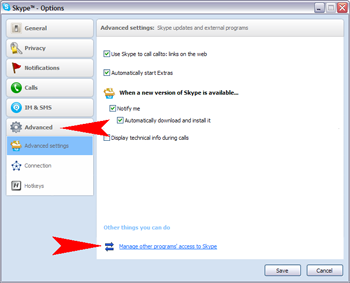 Skype™ - Options
General
Privacy
Notifications
Calls
IM & SMS
Advanced
Advanced settings
Connection
Hotkeys
Advanced settings: Skype updates and external programs
Use Skype to call callto: links on the web
Automatically start Extras
When a new version of Skype is available...
Notify me
Automatically download and install it
Display technical info during calls
Other things you can do
Manage other programs' access to Skype
Save
Cancel